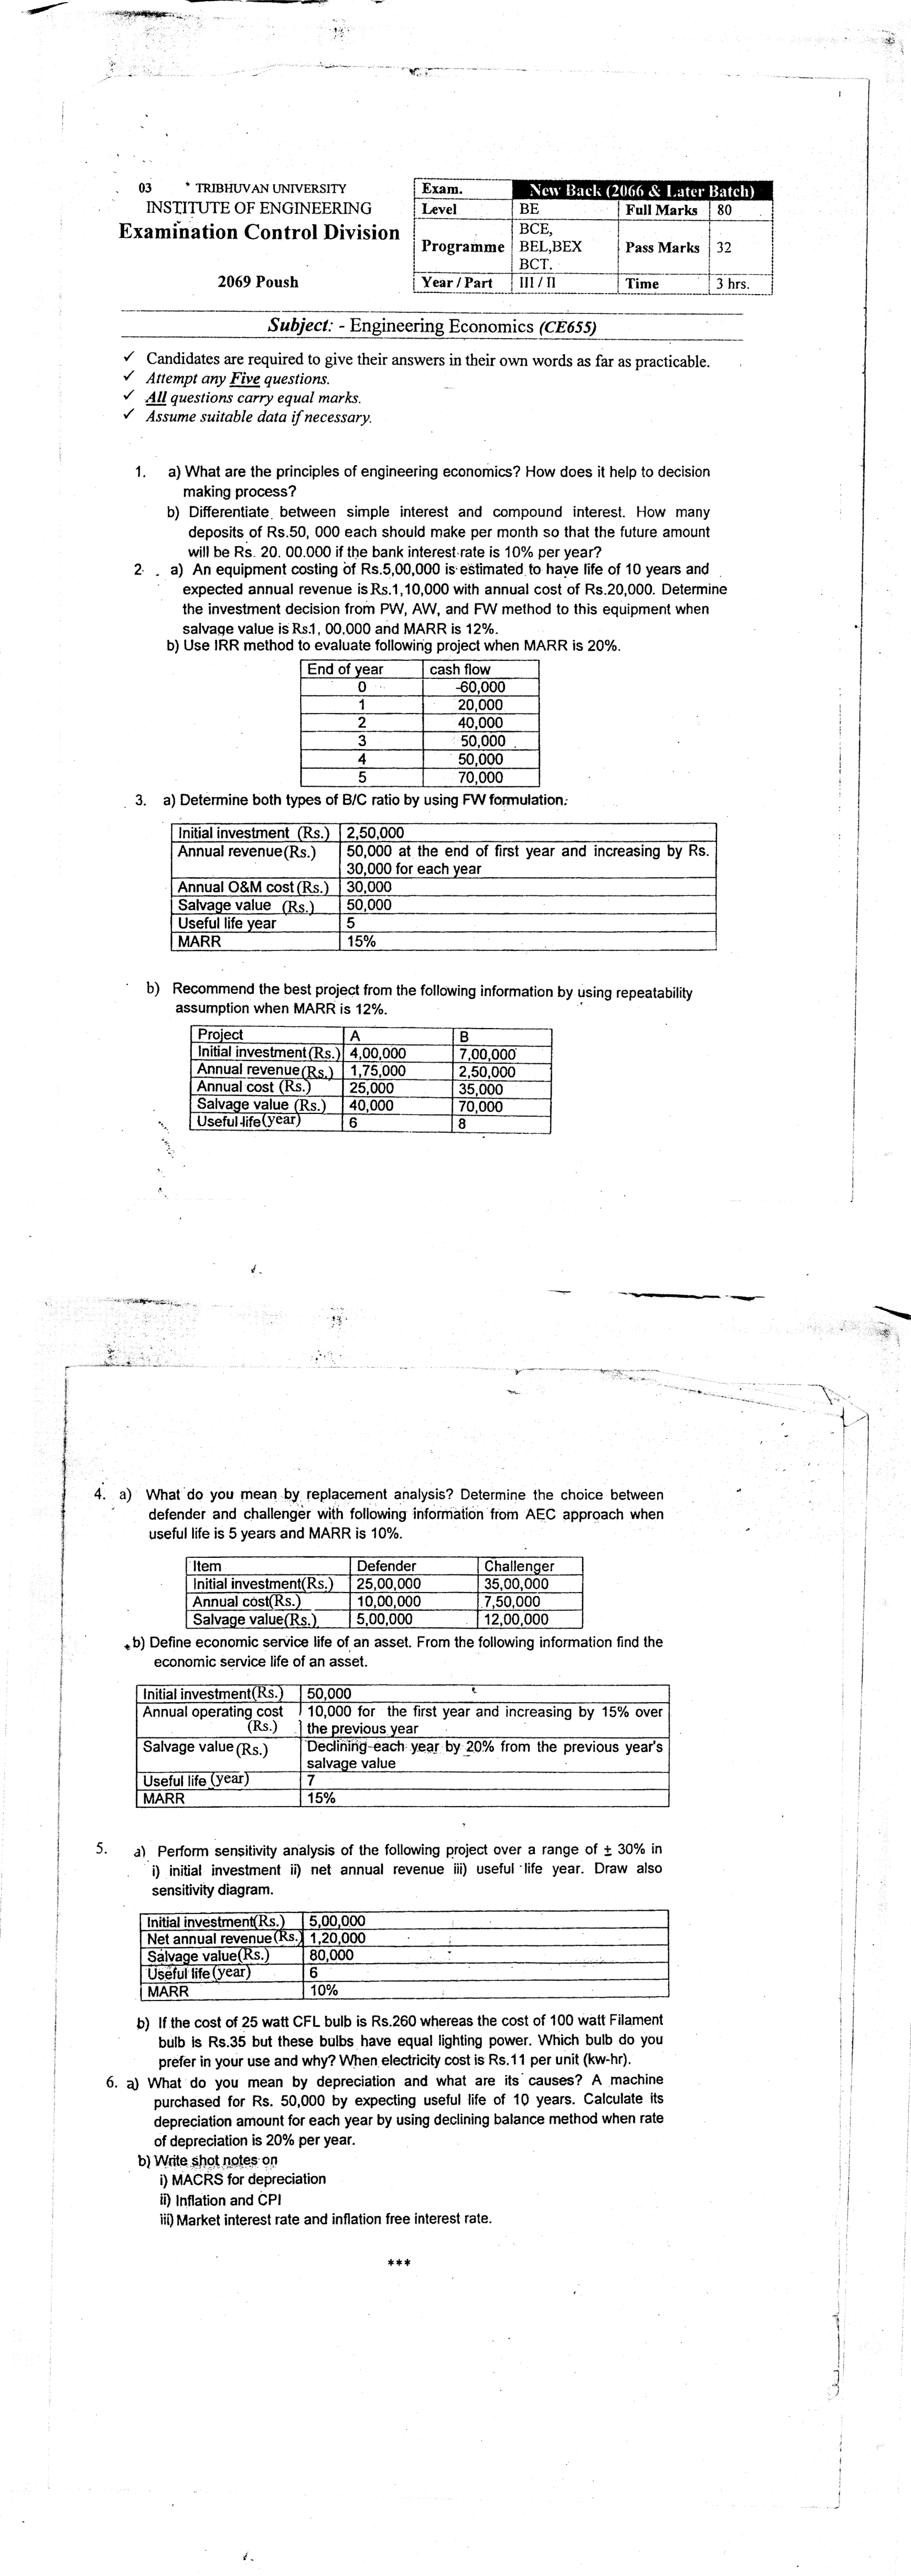 03 * TRIBHUVAN UNIVERSITY
INSTITUTE OF ENGINEERING
Examination Control Division
2069 Poush
Exam. New Back (2066 & Later Batch)
Level BE Full Marks 80
Programme BCE, BEL,BEX BCT. Pass Marks 32
Year / Part III / II Time 3 hrs.
Subject: - Engineering Economics (CE655)
✓ Candidates are required to give their answers in their own words as far as practicable.
✓ Attempt any Five questions.
✓ All questions carry equal marks.
✓ Assume suitable data if necessary.
1. a) What are the principles of engineering economics? How does it help to decision
making process?
b) Differentiate between simple interest and compound interest. How many
deposits of Rs.50, 000 each should make per month so that the future amount
will be Rs. 20. 00.000 if the bank interest rate is 10% per year?
2. a) An equipment costing of Rs.5,00,000 is estimated to have life of 10 years and
expected annual revenue is Rs.1,10,000 with annual cost of Rs.20,000. Determine
the investment decision from PW, AW, and FW method to this equipment when
salvage value is Rs.1, 00,000 and MARR is 12%.
b) Use IRR method to evaluate following project when MARR is 20%.
End of year cash flow
0 -60,000
1 20,000
2 40,000
3 50,000
4 50,000
5 70,000
3. a) Determine both types of B/C ratio by using FW formulation:
Initial investment (Rs.) 2,50,000
Annual revenue(Rs.) 50,000 at the end of first year and increasing by Rs.
30,000 for each year
Annual O&M cost (Rs.) 30,000
Salvage value (Rs.) 50,000
Useful life year 5
MARR 15%
b) Recommend the best project from the following information by using repeatability
assumption when MARR is 12%.
Project A B
Initial investment (Rs.) 4,00,000 7,00,000
Annual revenue (Rs.) 1,75,000 2,50,000
Annual cost (Rs.) 25,000 35,000
Salvage value (Rs.) 40,000 70,000
Useful life(year) 6 8
4. a) What do you mean by replacement analysis? Determine the choice between
defender and challenger with following information from AEC approach when
useful life is 5 years and MARR is 10%.
Item Defender Challenger
Initial investment(Rs.) 25,00,000 35,00,000
Annual cost(Rs.) 10,00,000 7,50,000
Salvage value(Rs.) 5,00,000 12,00,000
b) Define economic service life of an asset. From the following information find the
economic service life of an asset.
Initial investment(Rs.) 50,000
Annual operating cost (Rs.) 10,000 for the first year and increasing by 15% over
the previous year
Salvage value (Rs.) Declining each year by 20% from the previous year's
salvage value
Useful life (year) 7
MARR 15%
5. a) Perform sensitivity analysis of the following project over a range of ± 30% in
i) initial investment ii) net annual revenue iii) useful life year. Draw also
sensitivity diagram.
Initial investment(Rs.) 5,00,000
Net annual revenue (Rs.) 1,20,000
Salvage value(Rs.) 80,000
Useful life (year) 6
MARR 10%
b) If the cost of 25 watt CFL bulb is Rs.260 whereas the cost of 100 watt Filament
bulb is Rs.35 but these bulbs have equal lighting power. Which bulb do you
prefer in your use and why? When electricity cost is Rs.11 per unit (kw-hr).
6. a) What do you mean by depreciation and what are its causes? A machine
purchased for Rs. 50,000 by expecting useful life of 10 years. Calculate its
depreciation amount for each year by using declining balance method when rate
of depreciation is 20% per year.
b) Write shot notes on
i) MACRS for depreciation
ii) Inflation and CPI
iii) Market interest rate and inflation free interest rate.
***